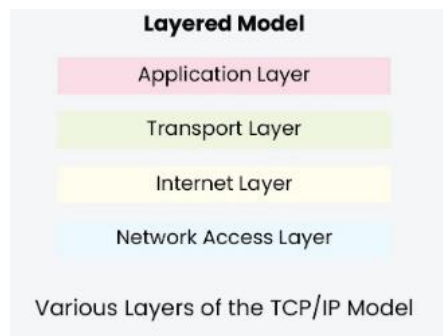 Layered Model
Application Layer
Transport Layer
Internet Layer
Network Access Layer
Various Layers of the TCP/IP Model